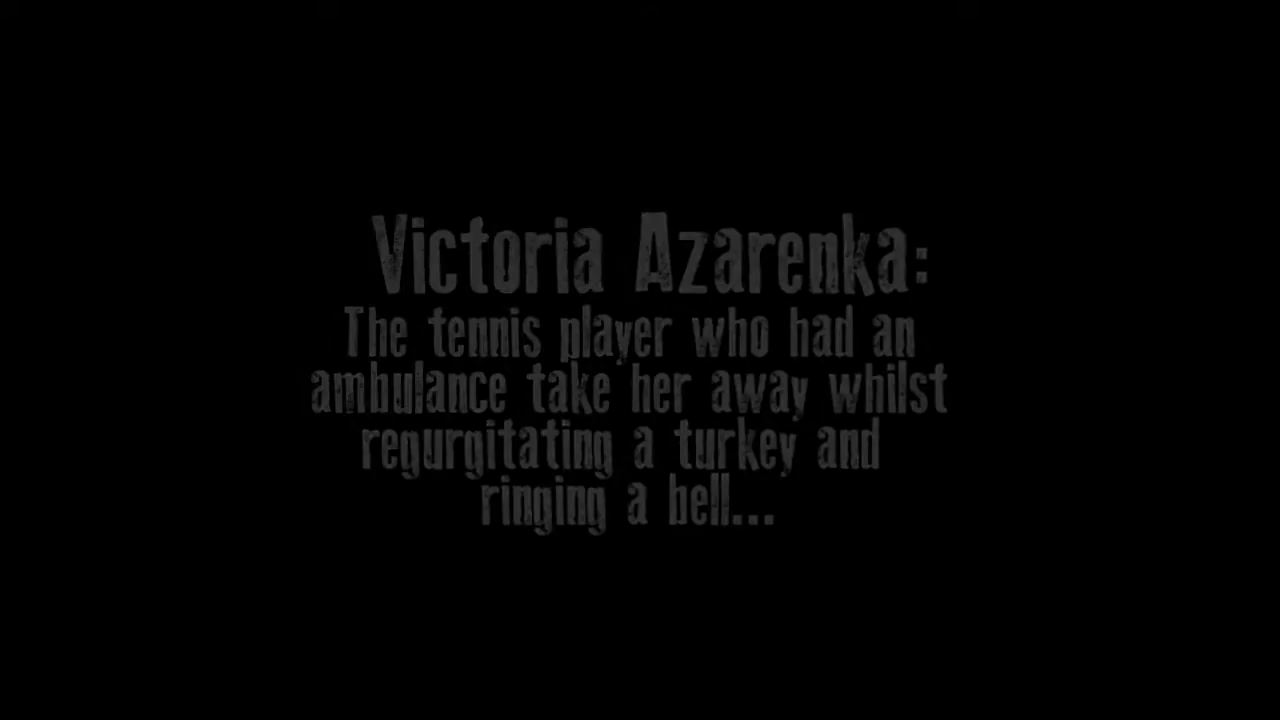 Victoria Azarenka:
The tennis player who had an
ambulance take her away whilst
regurgitating a turkey and
ringing a bell...